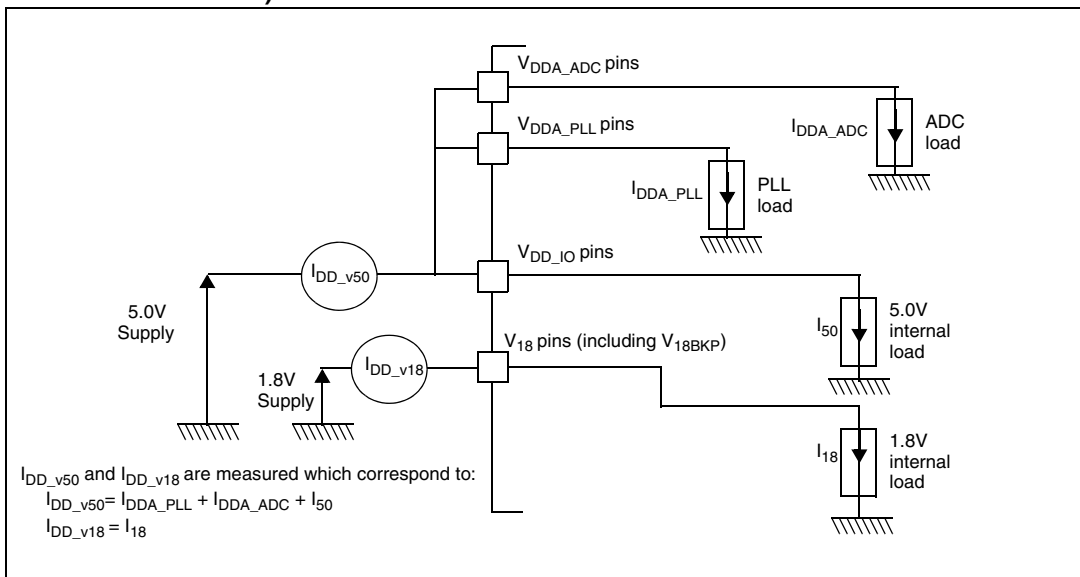 V_DDA_ADC pins
V_DDA_PLL pins
I_DDA_ADC
ADC
load
I_DDA_PLL
PLL
load
V_DD_IO pins
I_DD_v50
5.0V
Supply
I_50
5.0V
internal
load
V_18 pins (including V_18BKP)
I_DD_v18
1.8V
Supply
I_18
1.8V
internal
load
I_DD_v50 and I_DD_v18 are measured which correspond to:
I_DD_v50= I_DDA_PLL + I_DDA_ADC + I_50
I_DD_v18 = I_18